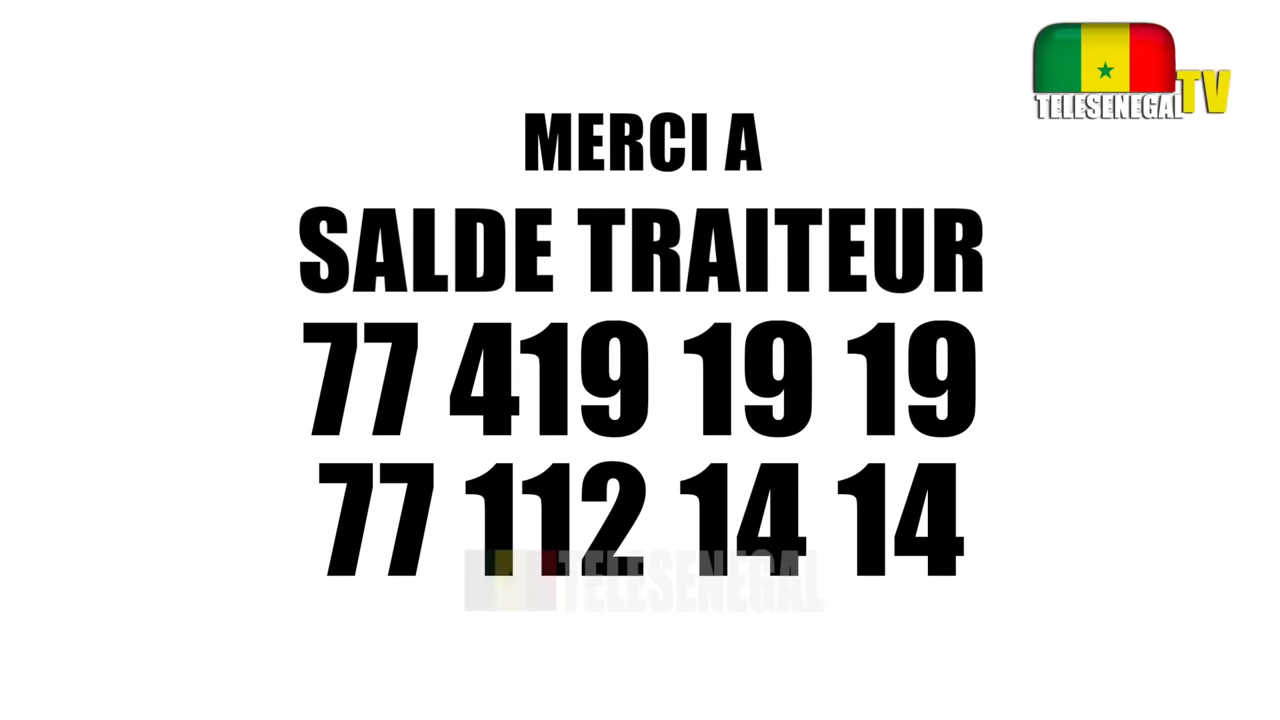 TELESENEGAL TV
MERCI A
SALDE TRAITEUR
77 419 19 19
77 112 14 14
TELESENEGAL